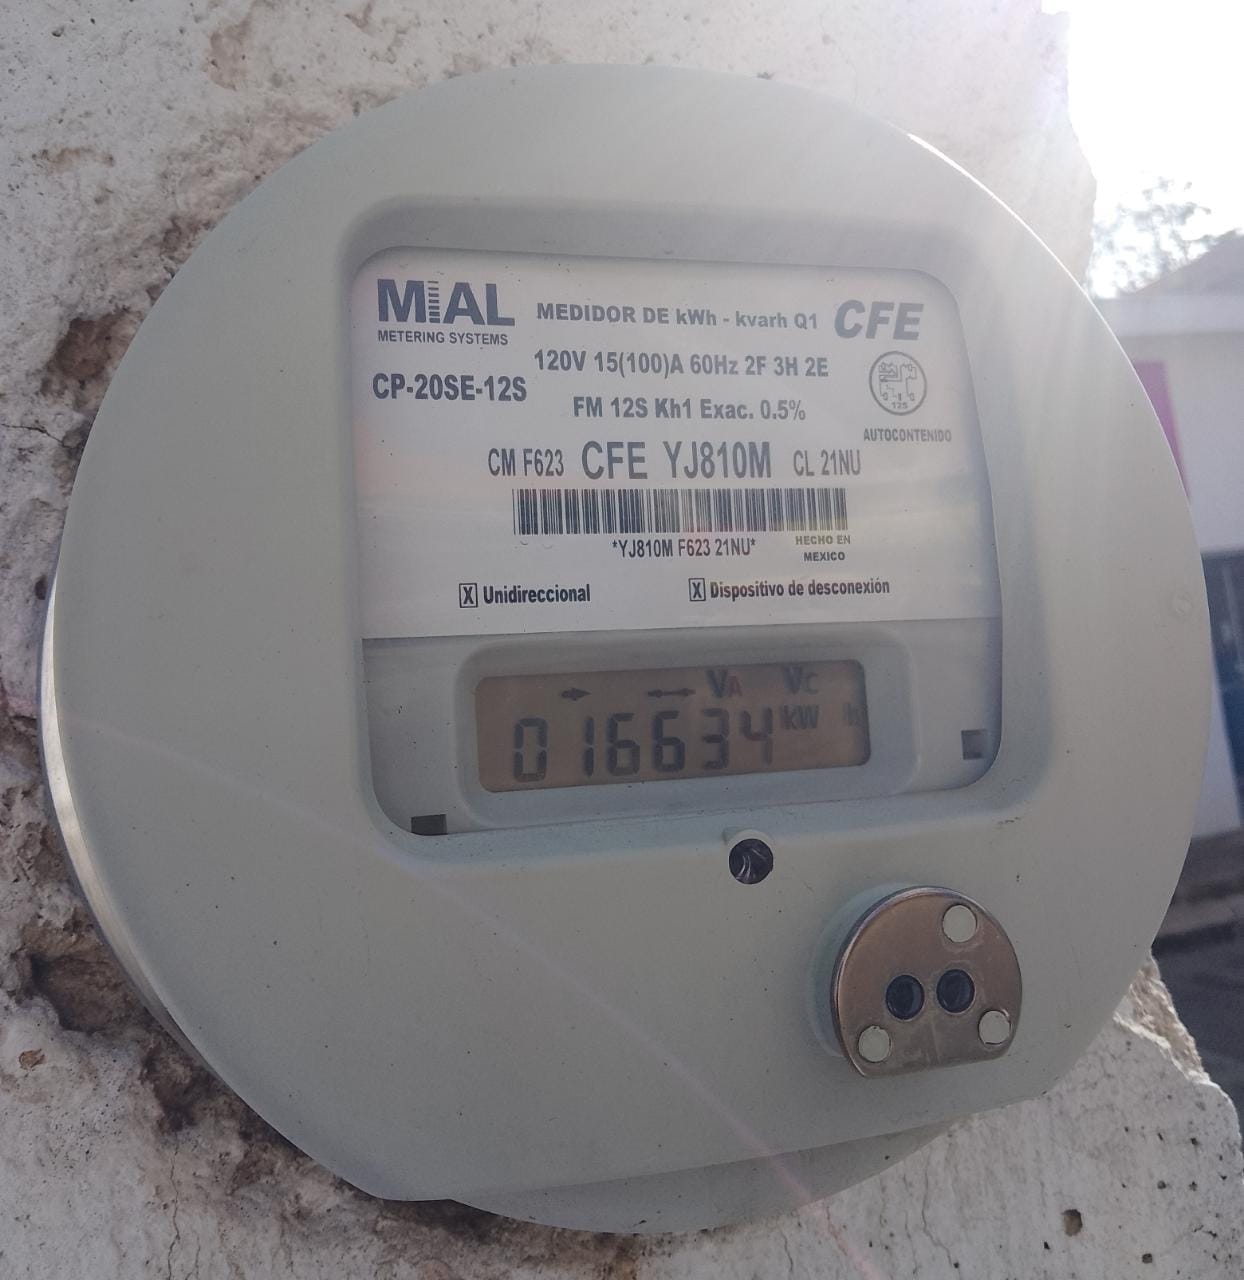 MIAL
METERING SYSTEMS
MEDIDOR DE kWh - kvarh Q1
CFE
120V 15(100)A 60Hz 2F 3H 2E
CP-20SE-12S
FM 12S Kh1 Exac. 0.5%
12S
AUTOCONTENIDO
CM F623 CFE YJ810M CL 21NU
*YJ810M F623 21NU*
HECHO EN
MEXICO
X Unidireccional
X Dispositivo de desconexión
VA VC
016634 kW h